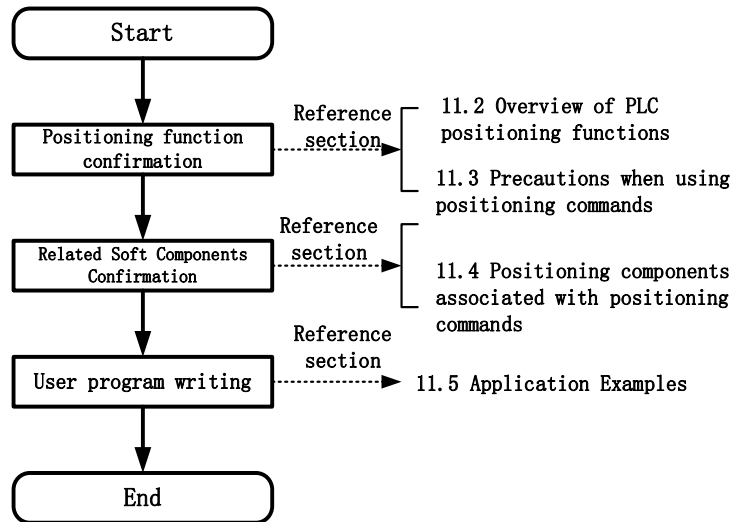 Start
Positioning function
confirmation
Reference
section
11.2 Overview of PLC
positioning functions
11.3 Precautions when using
positioning commands
Related Soft Components
Confirmation
Reference
section
11.4 Positioning components
associated with positioning
commands
User program writing
Reference
section
11.5 Application Examples
End